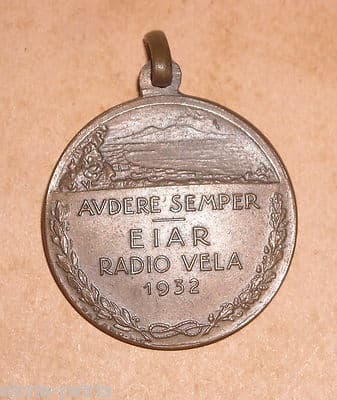 AVDERE SEMPER
EIAR
RADIO VELA
1932